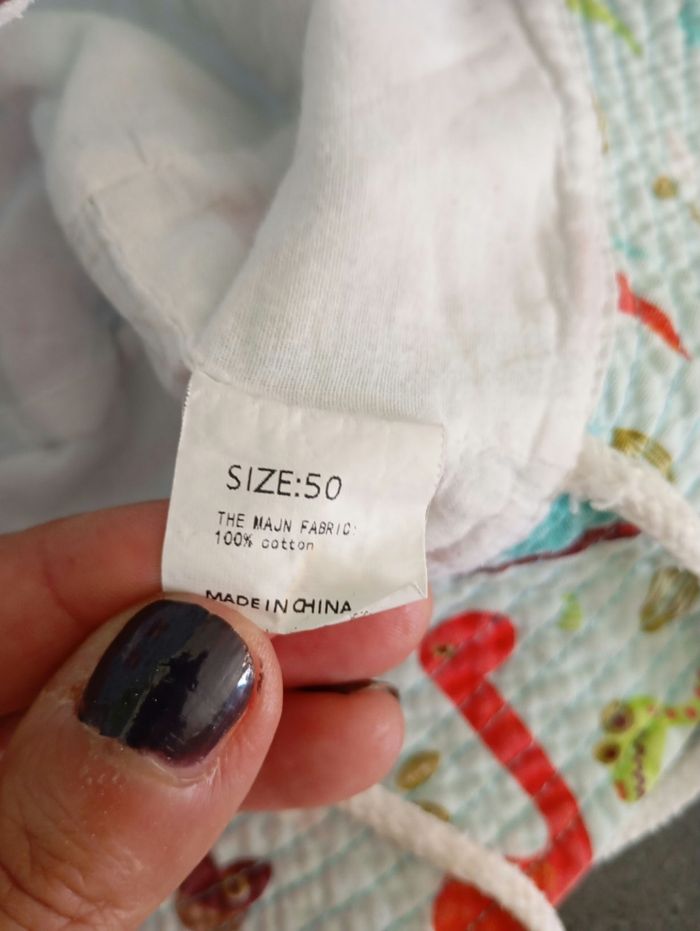 SIZE:50
THE MAJN FABRIC:
100% cotton
MADE IN CHINA